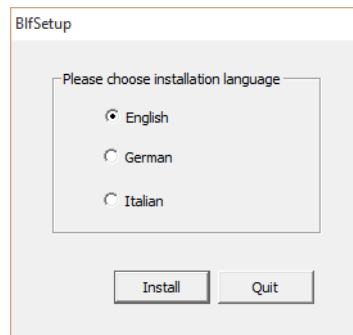 BlfSetup
Please choose installation language
English
German
Italian
Install
Quit